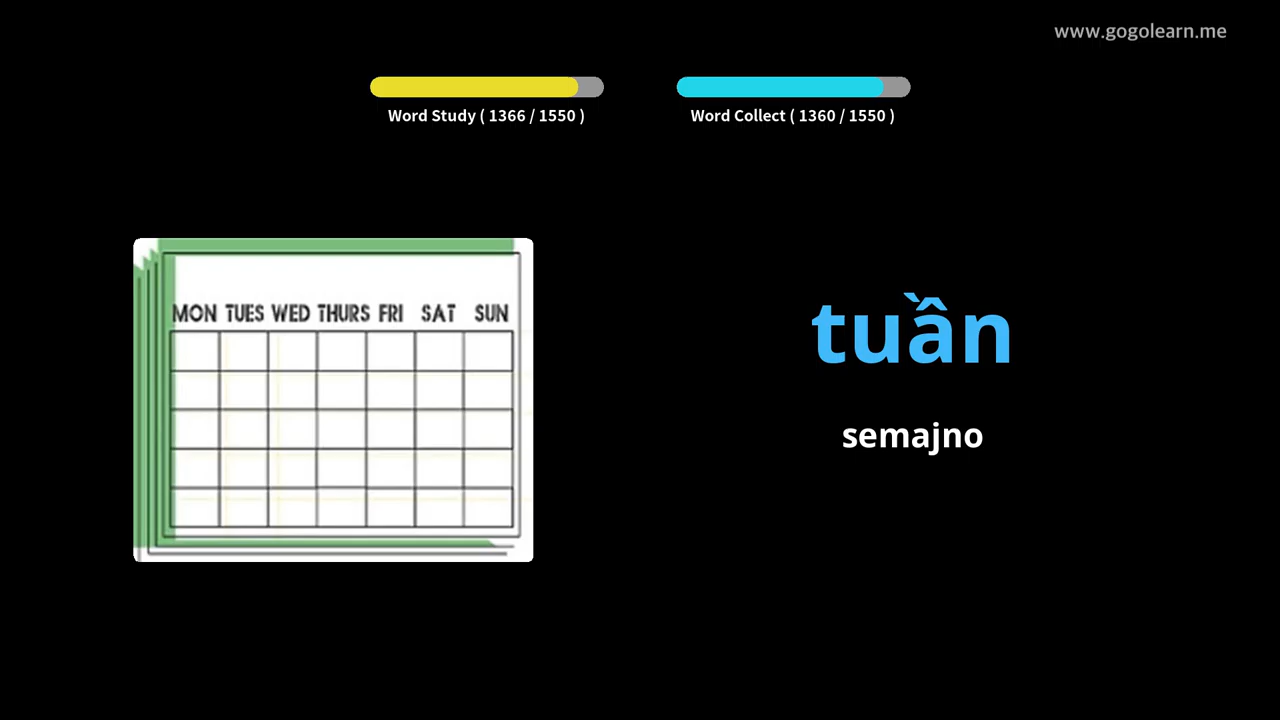 www.gogolearn.me
Word Study ( 1366 / 1550 )
Word Collect ( 1360 / 1550 )
MON TUES WED THURS FRI SAT SUN
tuần
semajno